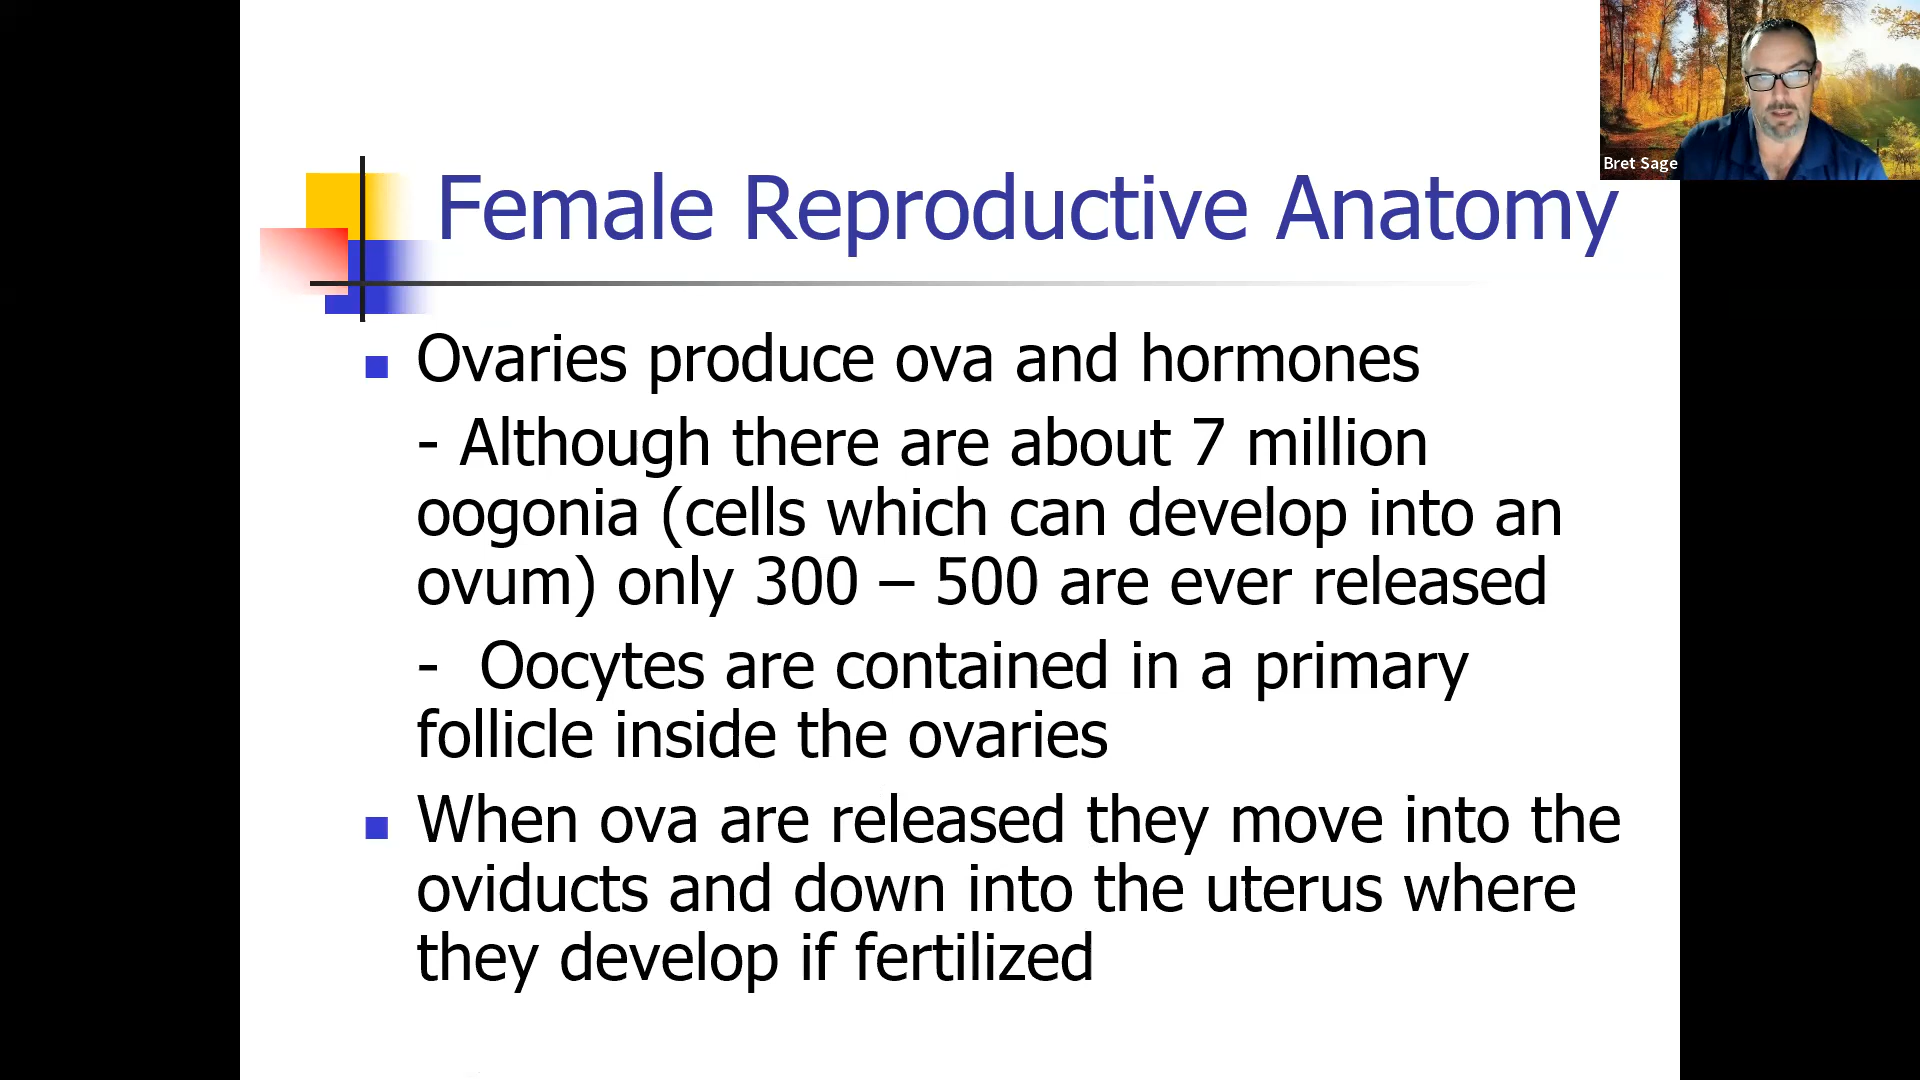 Bret Sage
Female Reproductive Anatomy
Ovaries produce ova and hormones
- Although there are about 7 million
oogonia (cells which can develop into an
ovum) only 300 – 500 are ever released
- Oocytes are contained in a primary
follicle inside the ovaries
When ova are released they move into the
oviducts and down into the uterus where
they develop if fertilized